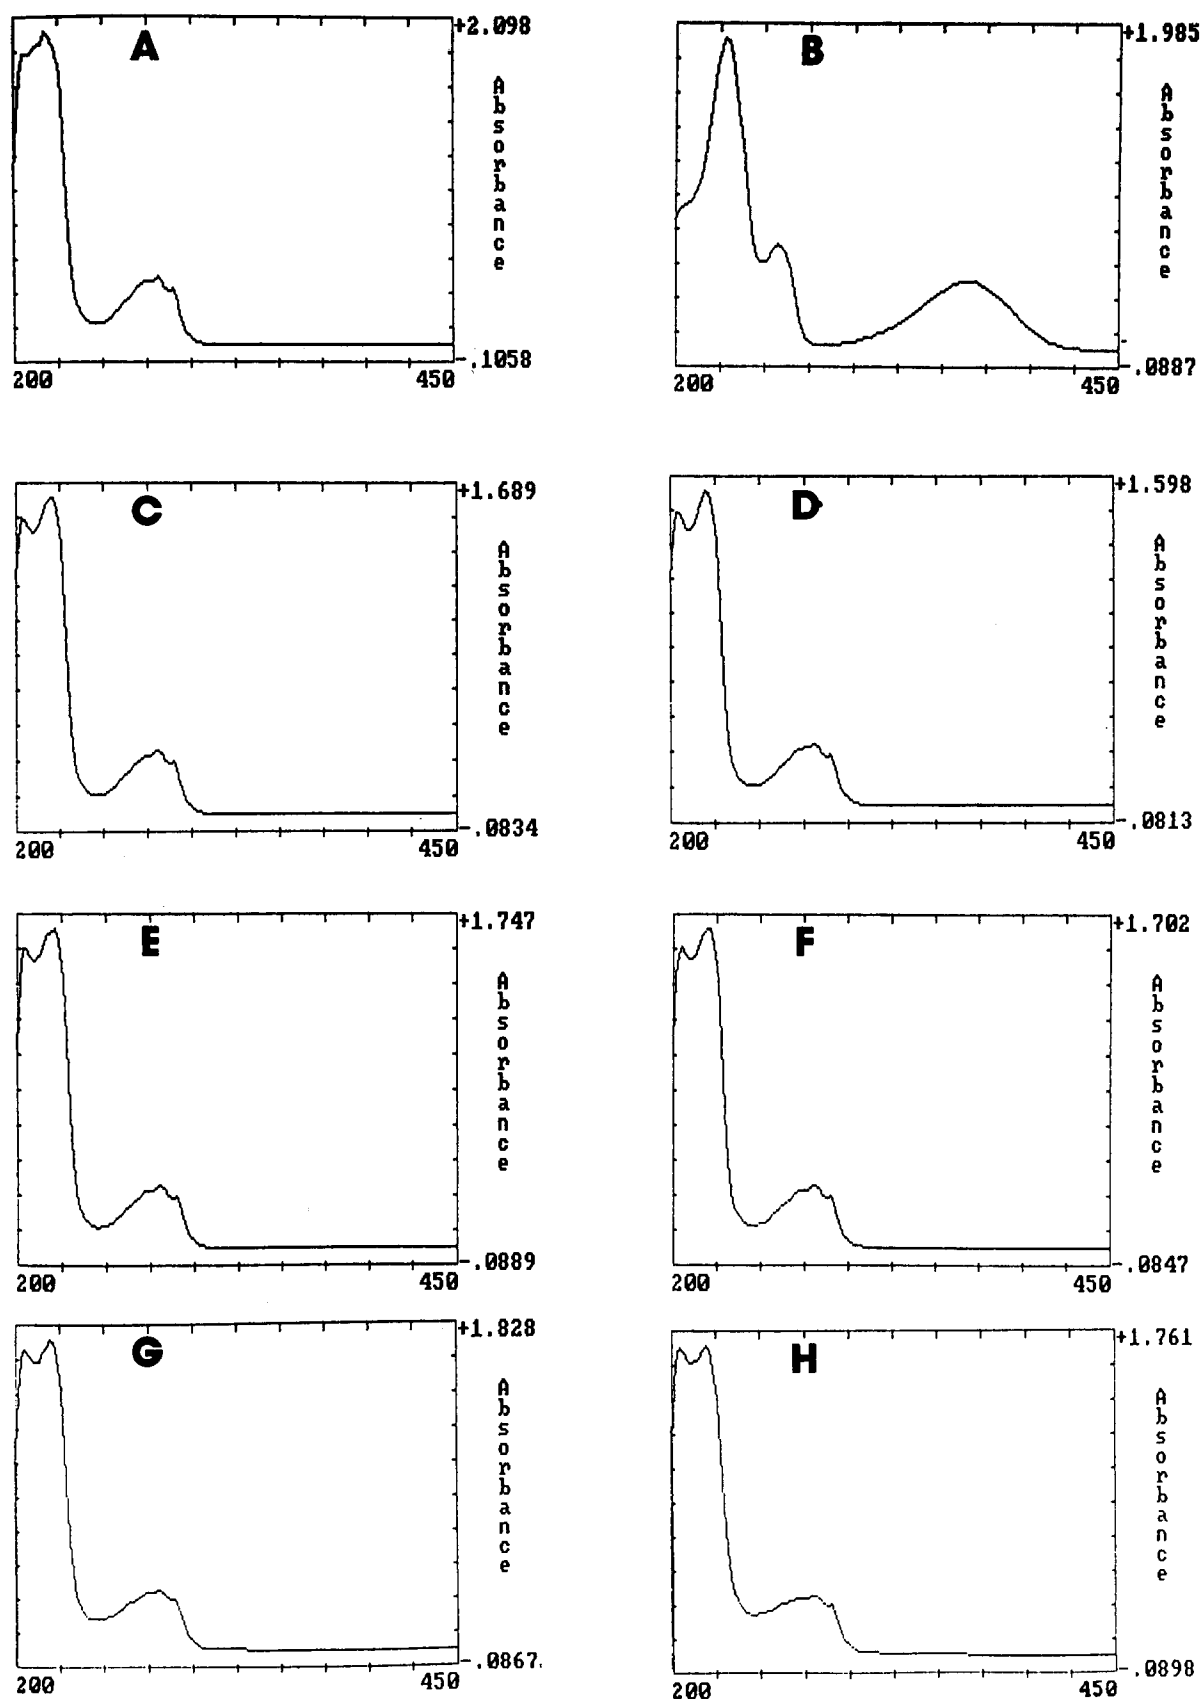 A
+2.098
Absorbance
-.1058
200
450
B
+1.985
Absorbance
-.0887
200
450
C
+1.689
Absorbance
-.0834
200
450
D
+1.598
Absorbance
-.0813
200
450
E
+1.747
Absorbance
-.0889
200
450
F
+1.702
Absorbance
-.0847
200
450
G
+1.828
Absorbance
-.0867
200
450
H
+1.761
Absorbance
-.0898
200
450